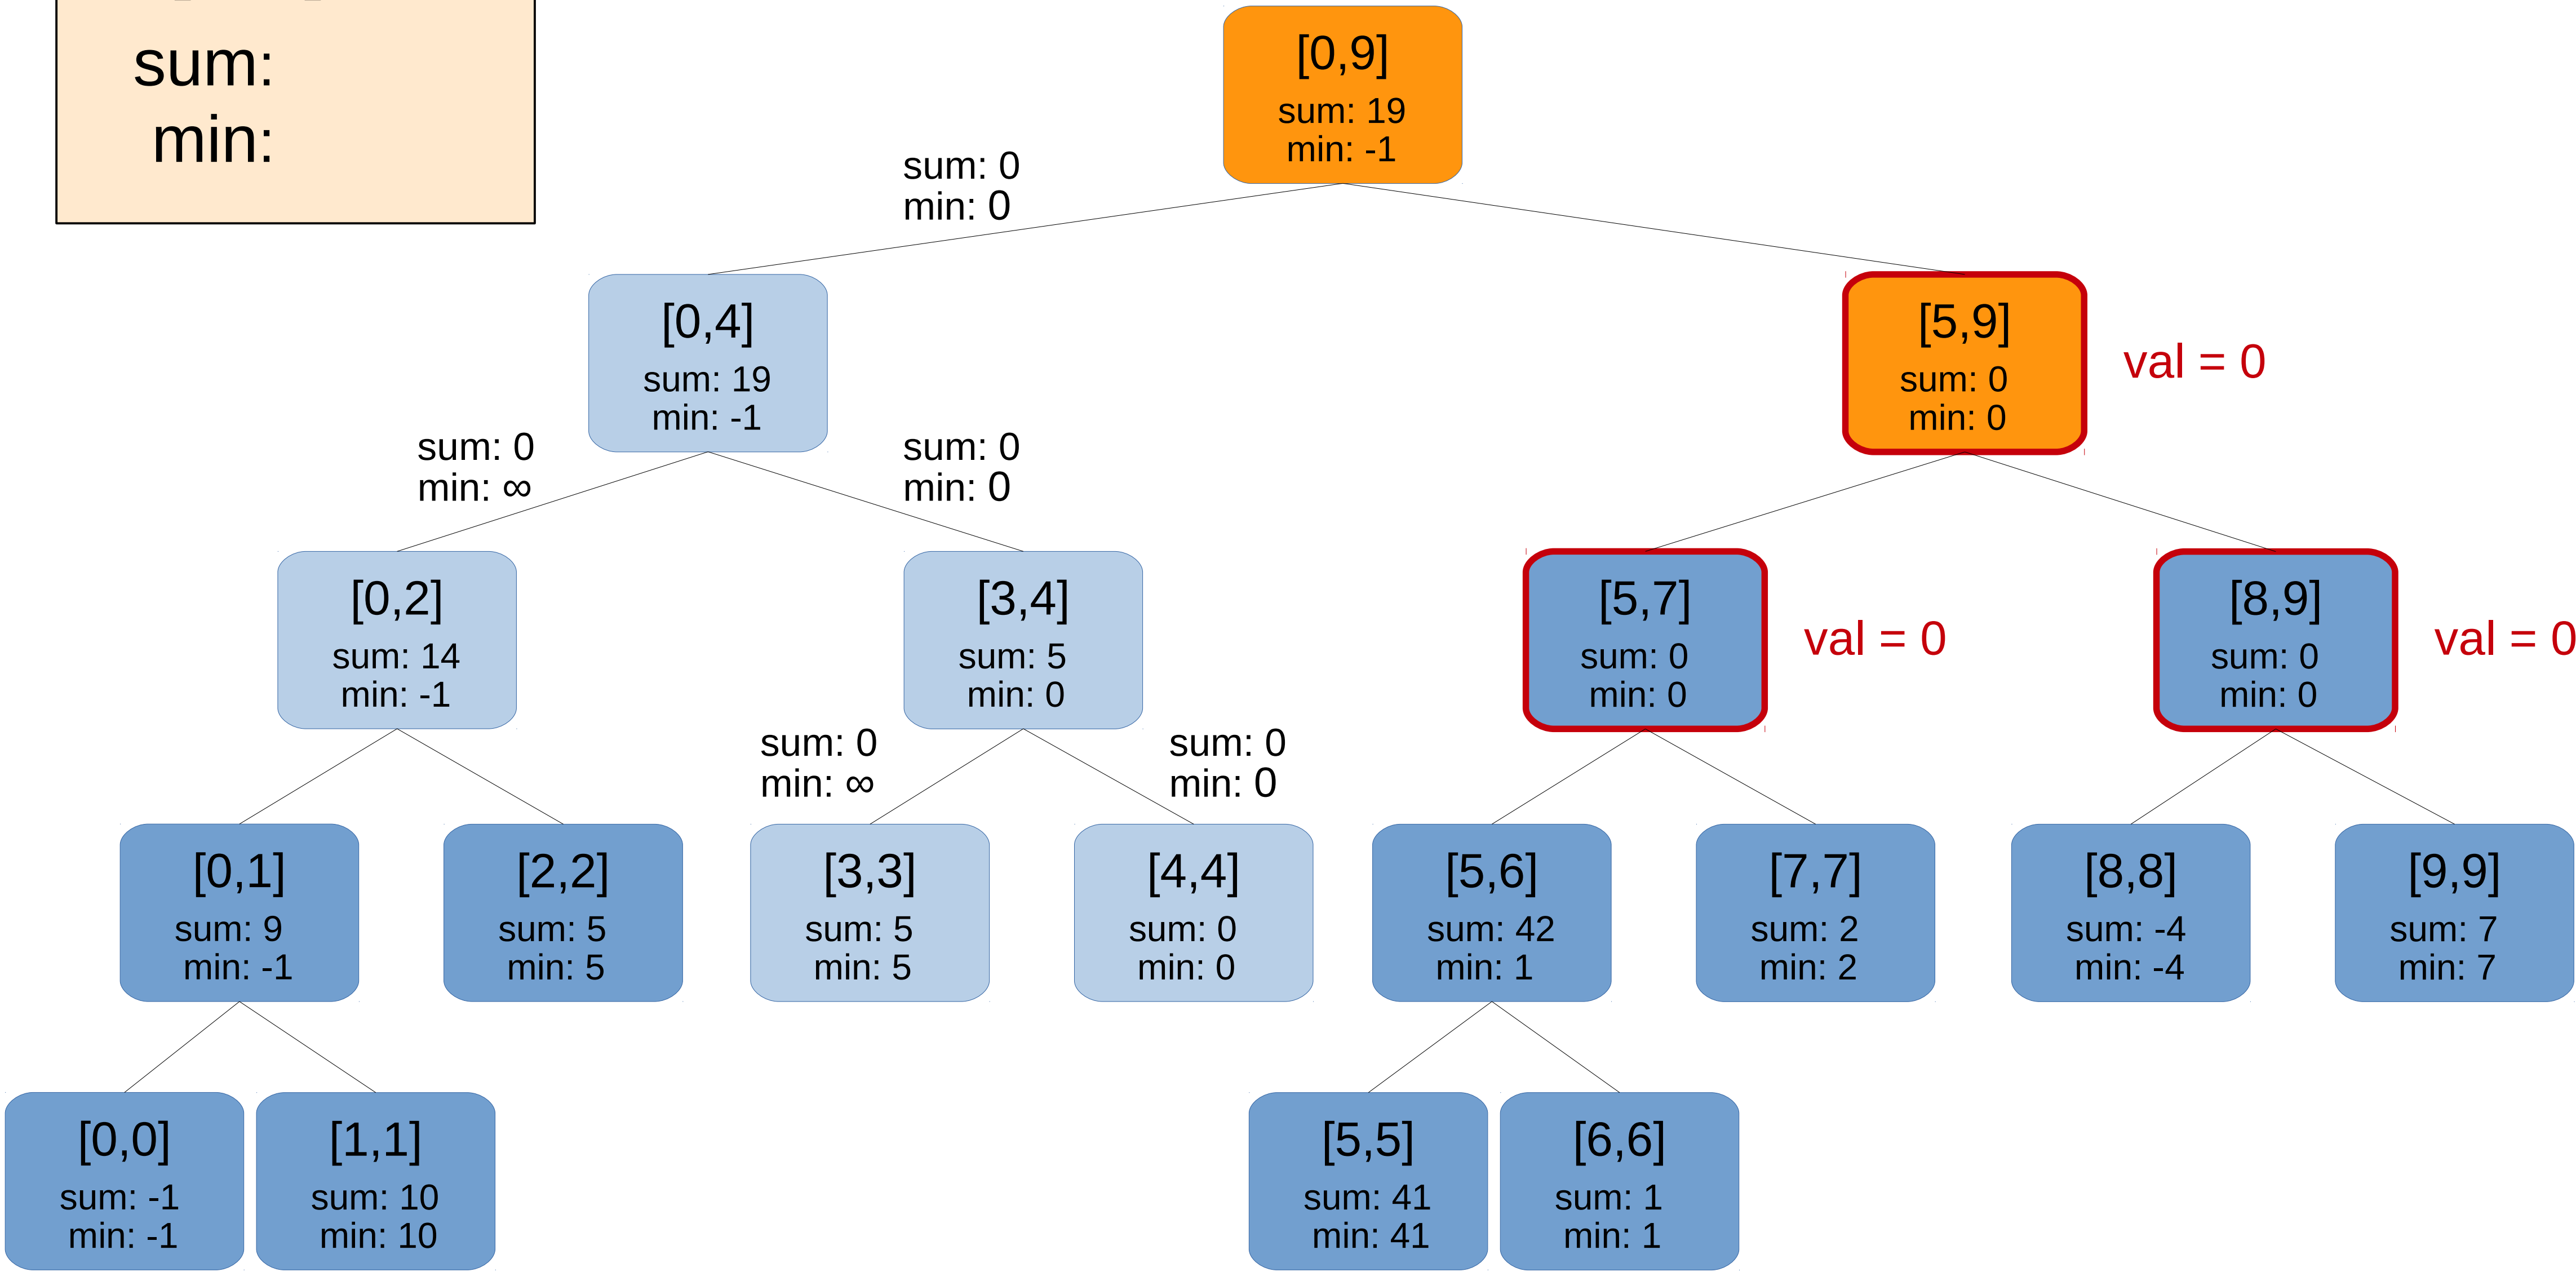 sum:
min:
[0,9]
sum: 19
min: -1
sum: 0
min: 0
[0,4]
sum: 19
min: -1
[5,9]
sum: 0
min: 0
val = 0
sum: 0
min: ∞
sum: 0
min: 0
[0,2]
sum: 14
min: -1
[3,4]
sum: 5
min: 0
[5,7]
sum: 0
min: 0
val = 0
[8,9]
sum: 0
min: 0
val = 0
sum: 0
min: ∞
sum: 0
min: 0
[0,1]
sum: 9
min: -1
[2,2]
sum: 5
min: 5
[3,3]
sum: 5
min: 5
[4,4]
sum: 0
min: 0
[5,6]
sum: 42
min: 1
[7,7]
sum: 2
min: 2
[8,8]
sum: -4
min: -4
[9,9]
sum: 7
min: 7
[0,0]
sum: -1
min: -1
[1,1]
sum: 10
min: 10
[5,5]
sum: 41
min: 41
[6,6]
sum: 1
min: 1